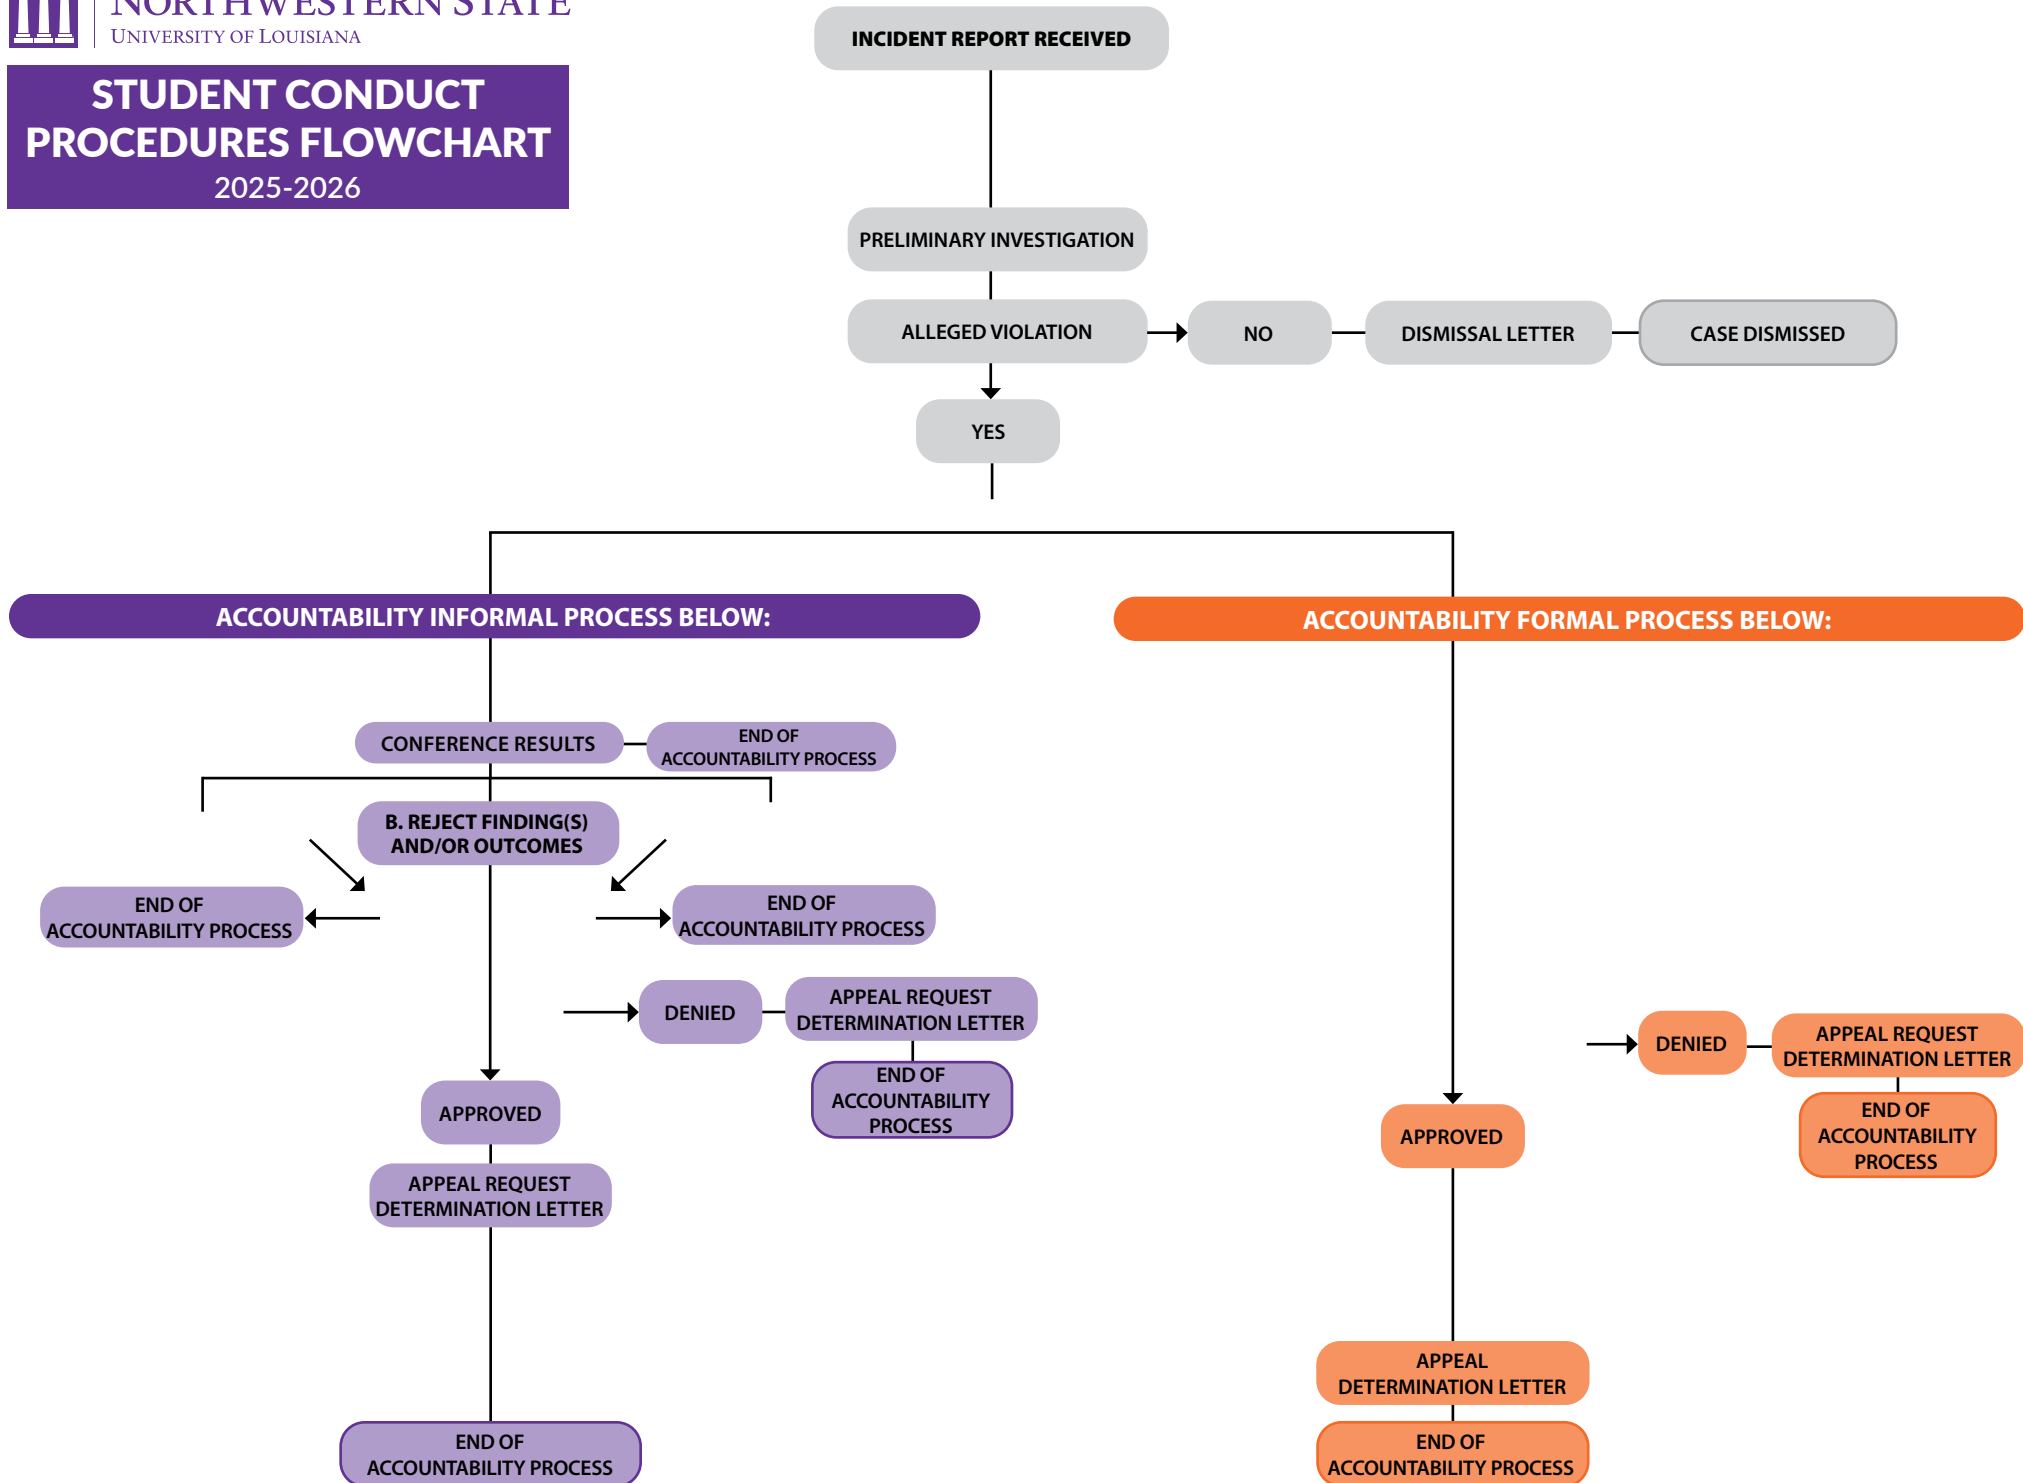 NORTHWESTERN STATE
UNIVERSITY OF LOUISIANA
STUDENT CONDUCT
PROCEDURES FLOWCHART
2025-2026
INCIDENT REPORT RECEIVED
PRELIMINARY INVESTIGATION
ALLEGED VIOLATION
NO
DISMISSAL LETTER
CASE DISMISSED
YES
ACCOUNTABILITY INFORMAL PROCESS BELOW:
CONFERENCE RESULTS
END OF
ACCOUNTABILITY PROCESS
B. REJECT FINDING(S)
AND/OR OUTCOMES
END OF
ACCOUNTABILITY PROCESS
END OF
ACCOUNTABILITY PROCESS
DENIED
APPEAL REQUEST
DETERMINATION LETTER
END OF
ACCOUNTABILITY
PROCESS
APPROVED
APPEAL REQUEST
DETERMINATION LETTER
END OF
ACCOUNTABILITY PROCESS
ACCOUNTABILITY FORMAL PROCESS BELOW:
DENIED
APPEAL REQUEST
DETERMINATION LETTER
END OF
ACCOUNTABILITY
PROCESS
APPROVED
APPEAL
DETERMINATION LETTER
END OF
ACCOUNTABILITY PROCESS